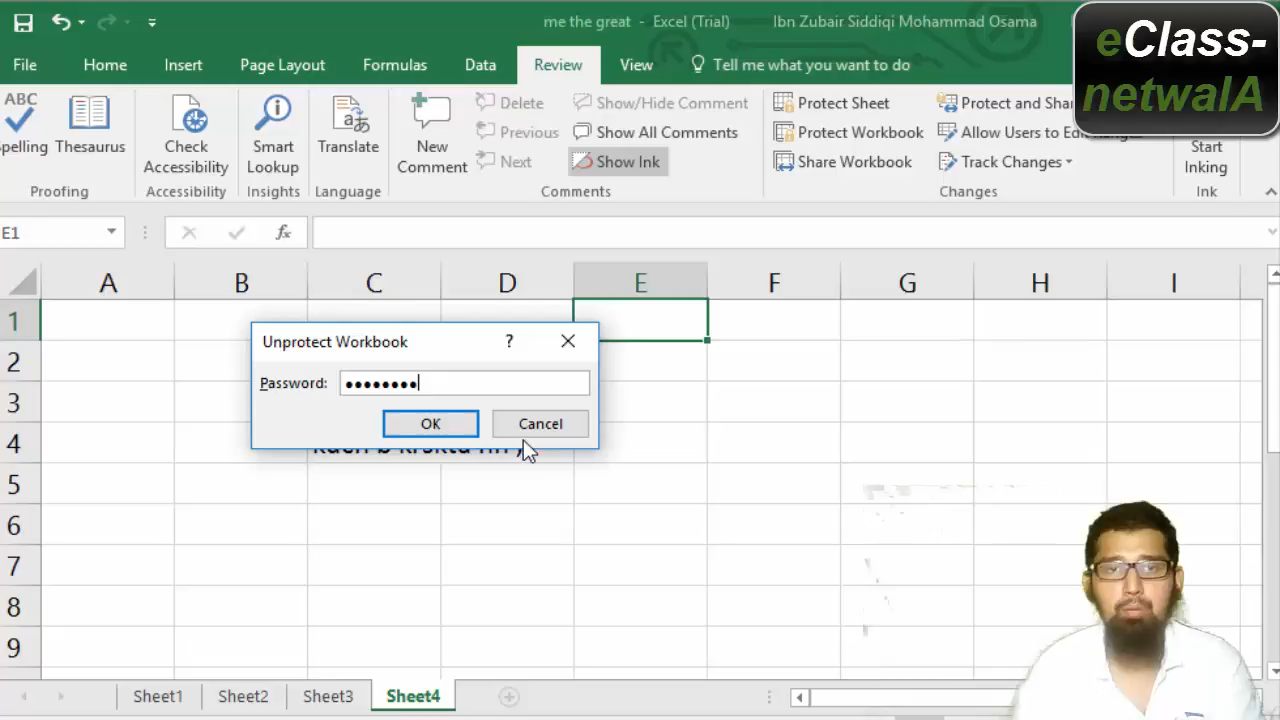 me the great - Excel (Trial)
Ibn Zubair Siddiqi Mohammad Osama
eClass-
netwalA
File
Home
Insert
Page Layout
Formulas
Data
Review
View
Tell me what you want to do
ABC
Spelling
Thesaurus
Proofing
Check
Accessibility
Accessibility
Smart
Lookup
Insights
Translate
Language
New
Comment
Delete
Previous
Next
Show/Hide Comment
Show All Comments
Show Ink
Comments
Protect Sheet
Protect Workbook
Share Workbook
Protect and Shar
Allow Users to Edit
Track Changes
Changes
Start
Inking
Ink
E1
fx
A B C D E F G H I
1
2
3
4
5
6
7
8
9
Unprotect Workbook
?
Password: ●●●●●●●●
OK
Cancel
Sheet1
Sheet2
Sheet3
Sheet4